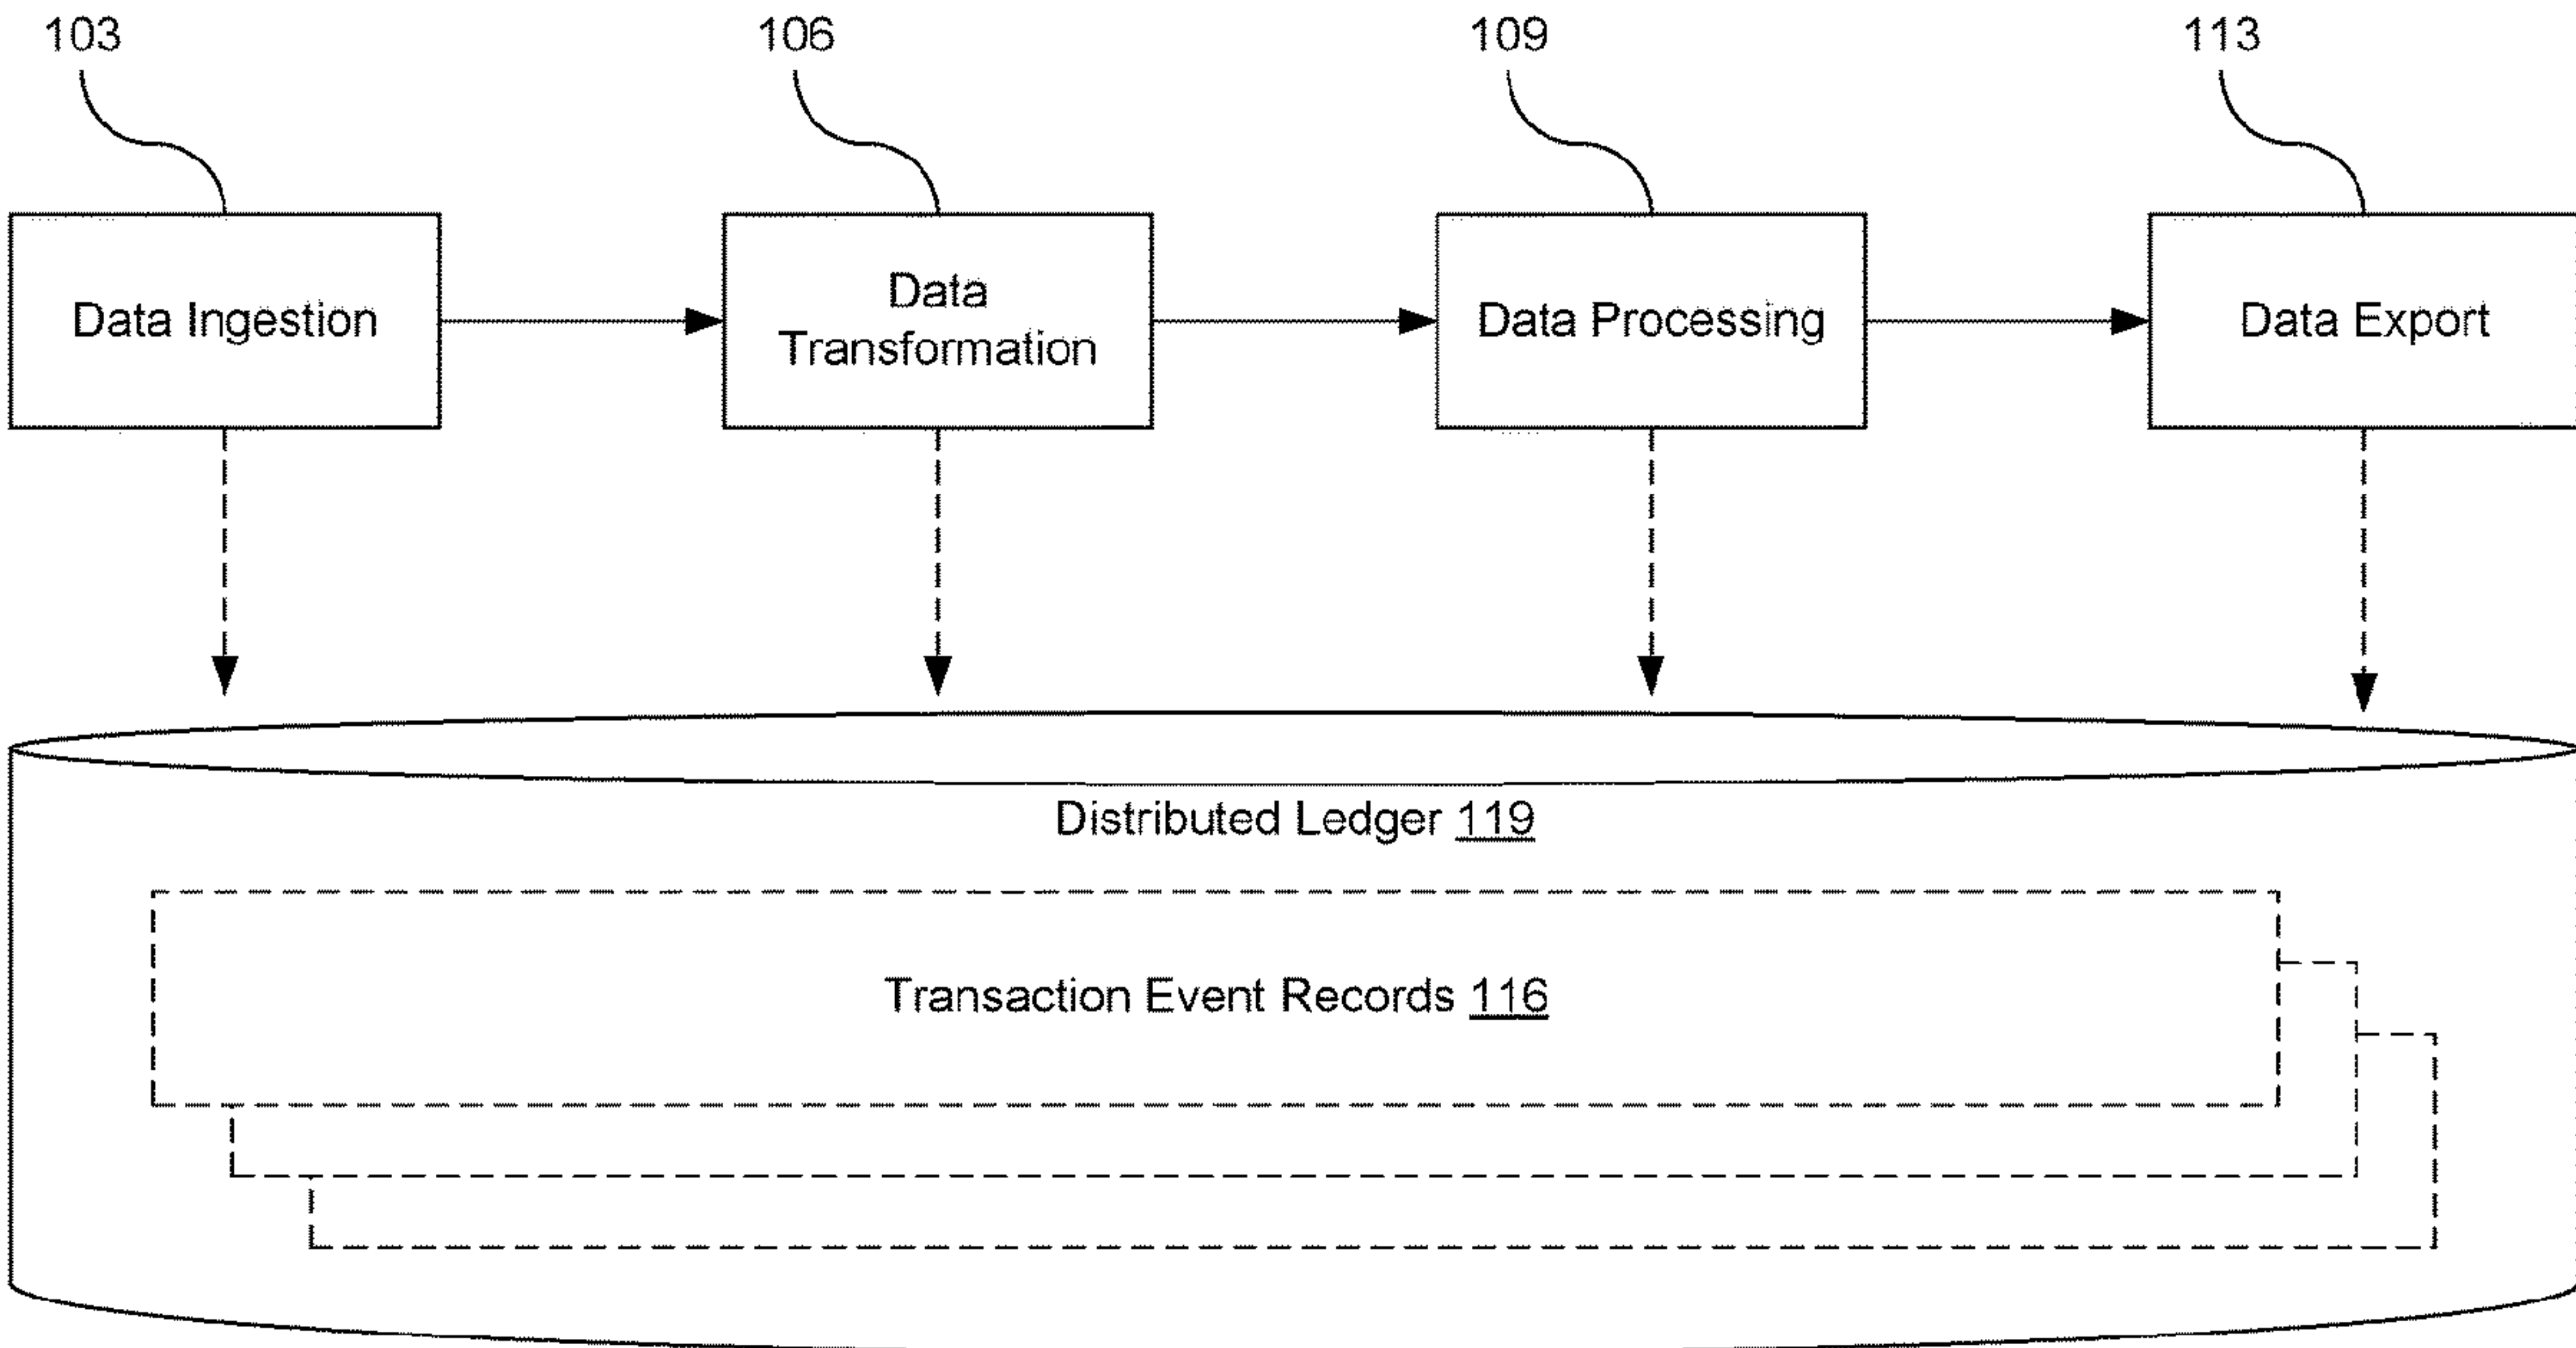 103
106
109
113
Data Ingestion
Data
Transformation
Data Processing
Data Export
Distributed Ledger 119
Transaction Event Records 116